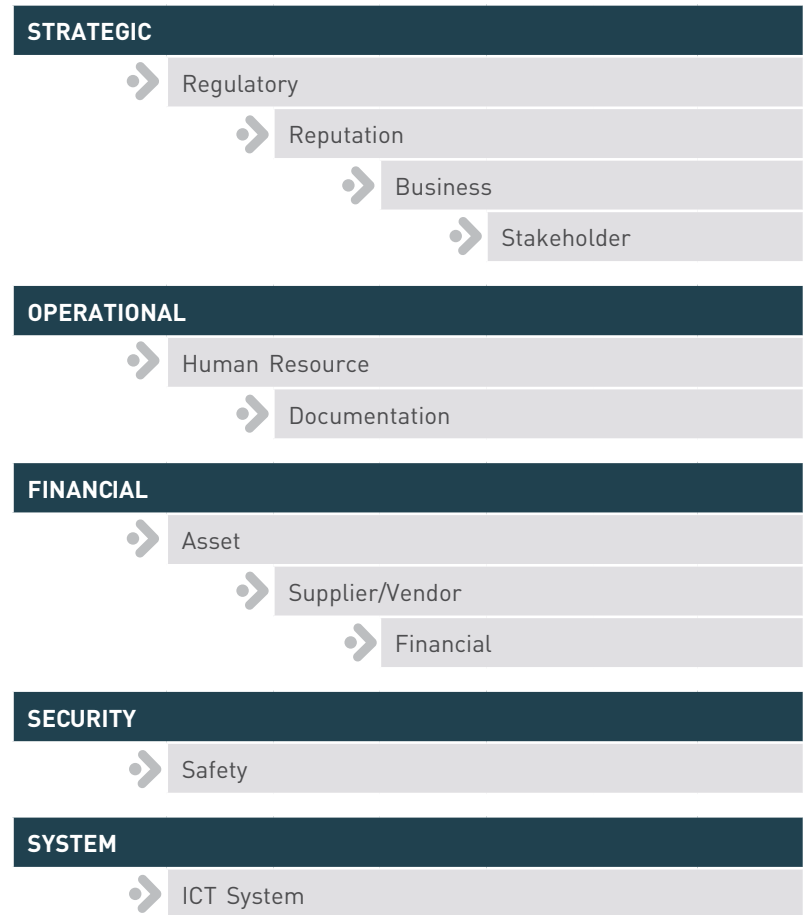 STRATEGIC
Regulatory
Reputation
Business
Stakeholder
OPERATIONAL
Human Resource
Documentation
FINANCIAL
Asset
Supplier/Vendor
Financial
SECURITY
Safety
SYSTEM
ICT System